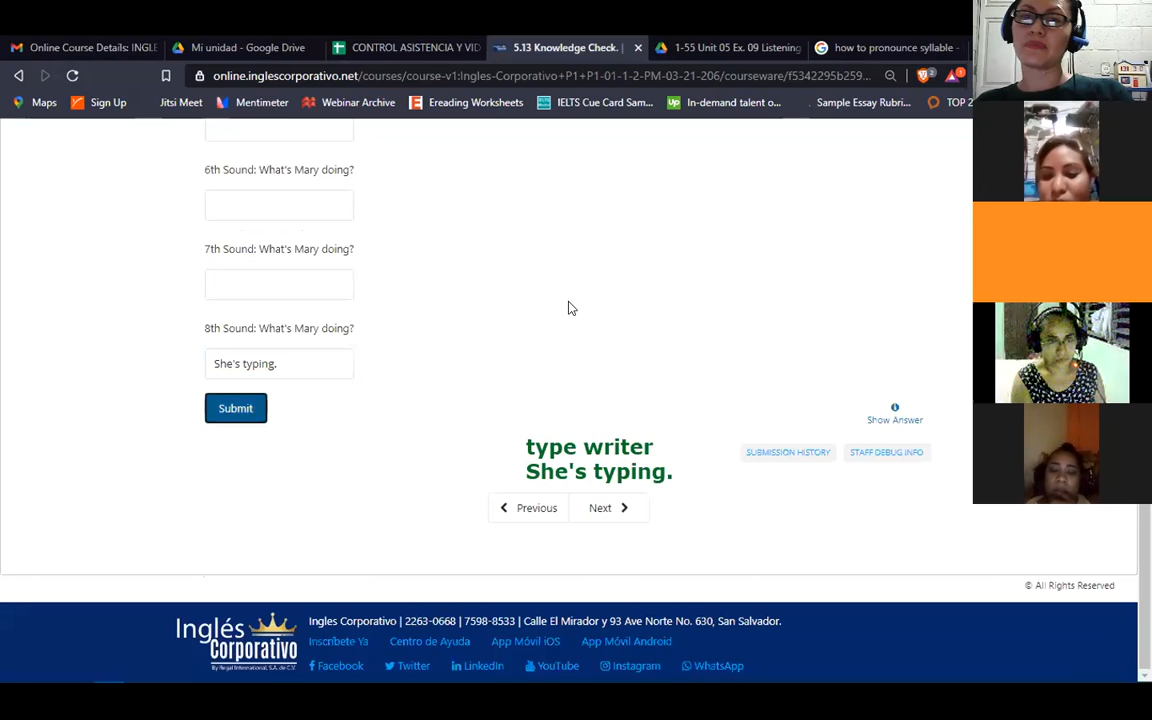 Online Course Details: INGLE
Mi unidad - Google Drive
CONTROL ASISTENCIA Y VID
5.13 Knowledge Check. |
1-55 Unit 05 Ex. 09 Listening
how to pronounce syllable -
online.inglescorporativo.net/courses/course-v1:Ingles-Corporativo+P1+P1-01-1-2-PM-03-21-206/courseware/f5342295b259...
Maps
Sign Up
Jitsi Meet
Mentimeter
Webinar Archive
Ereading Worksheets
IELTS Cue Card Sam...
In-demand talent o...
Sample Essay Rubri...
TOP 2
6th Sound: What's Mary doing?
7th Sound: What's Mary doing?
8th Sound: What's Mary doing?
She's typing.
Submit
Show Answer
type writer
SUBMISSION HISTORY
STAFF DEBUG INFO
She's typing.
Previous
Next
© All Rights Reserved
Inglés Corporativo
By Regal International, S.A. de C.V.
Ingles Corporativo | 2263-0668 | 7598-8533 | Calle El Mirador y 93 Ave Norte No. 630, San Salvador.
Inscríbete Ya
Centro de Ayuda
App Móvil iOS
App Móvil Android
Facebook
Twitter
LinkedIn
YouTube
Instagram
WhatsApp